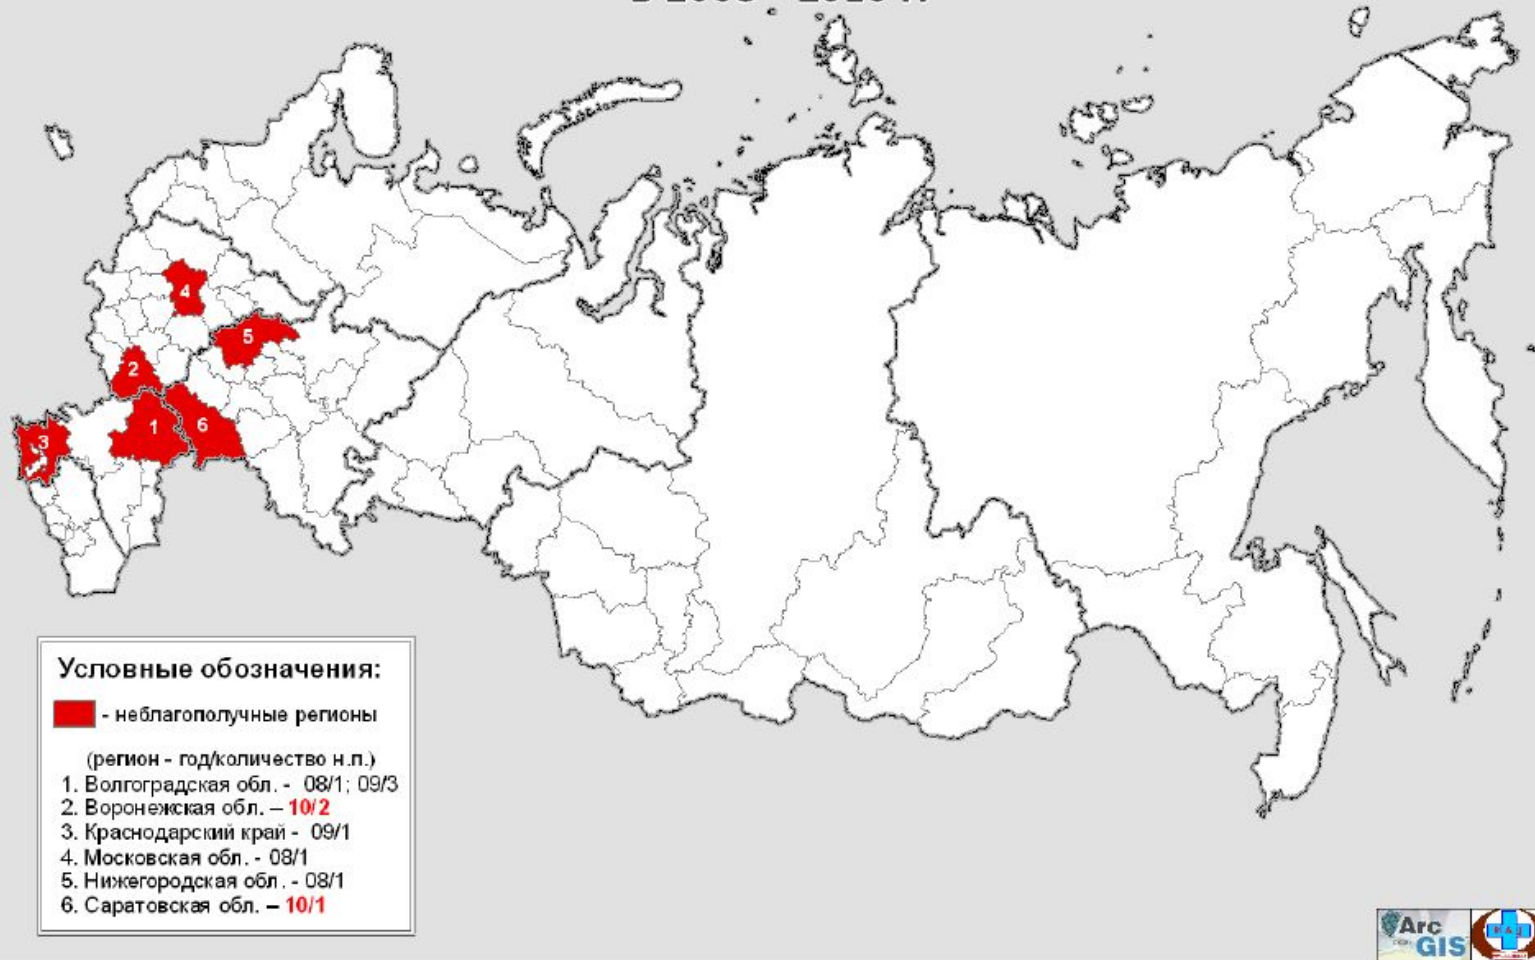 4
5
2
1
6
3
Условные обозначения:
- неблагополучные регионы
(регион - год/количество н.п.)
1. Волгоградская обл. - 08/1; 09/3
2. Воронежская обл. – 10/2
3. Краснодарский край - 09/1
4. Московская обл. - 08/1
5. Нижегородская обл. - 08/1
6. Саратовская обл. – 10/1
Arc
GIS